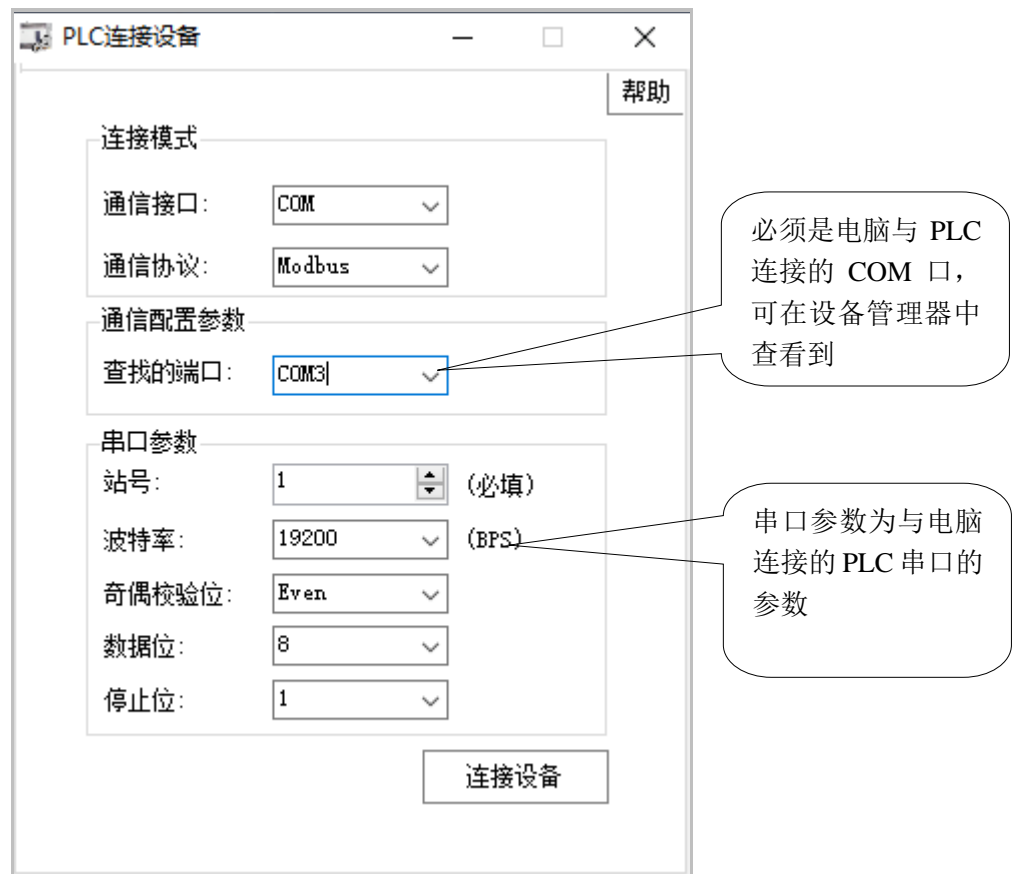 PLC连接设备
帮助
连接模式
通信接口:
COM
通信协议:
Modbus
通信配置参数
查找的端口:
COM3
串口参数
站号:
1
(必填)
波特率:
19200
(BPS)
奇偶校验位:
Even
数据位:
8
停止位:
1
连接设备
必须是电脑与 PLC
连接的 COM 口，
可在设备管理器中
查看到
串口参数为与电脑
连接的 PLC 串口的
参数